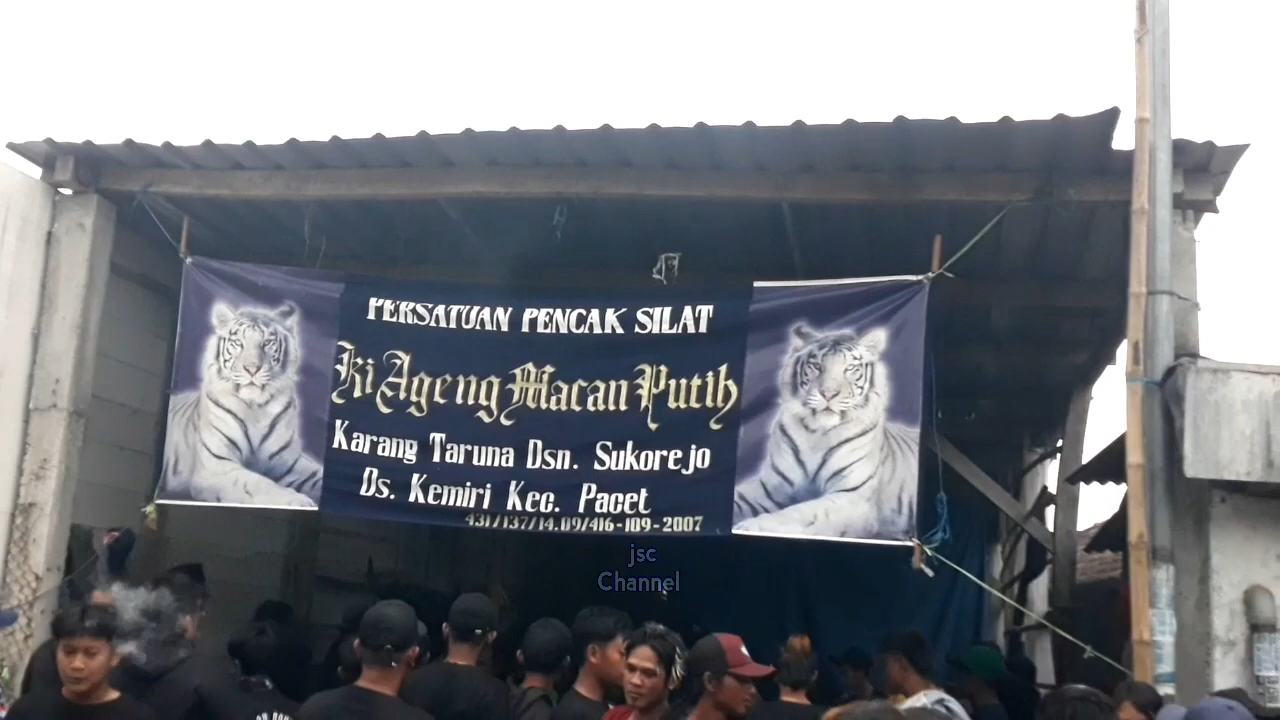 PERSATUAN PENCAK SILAT
Ki Ageng Macan Putih
Karang Taruna Dsn. Sukorejo
Ds. Kemiri Kec. Pacet
431/137/14.09/416-109-2007
jsc
Channel